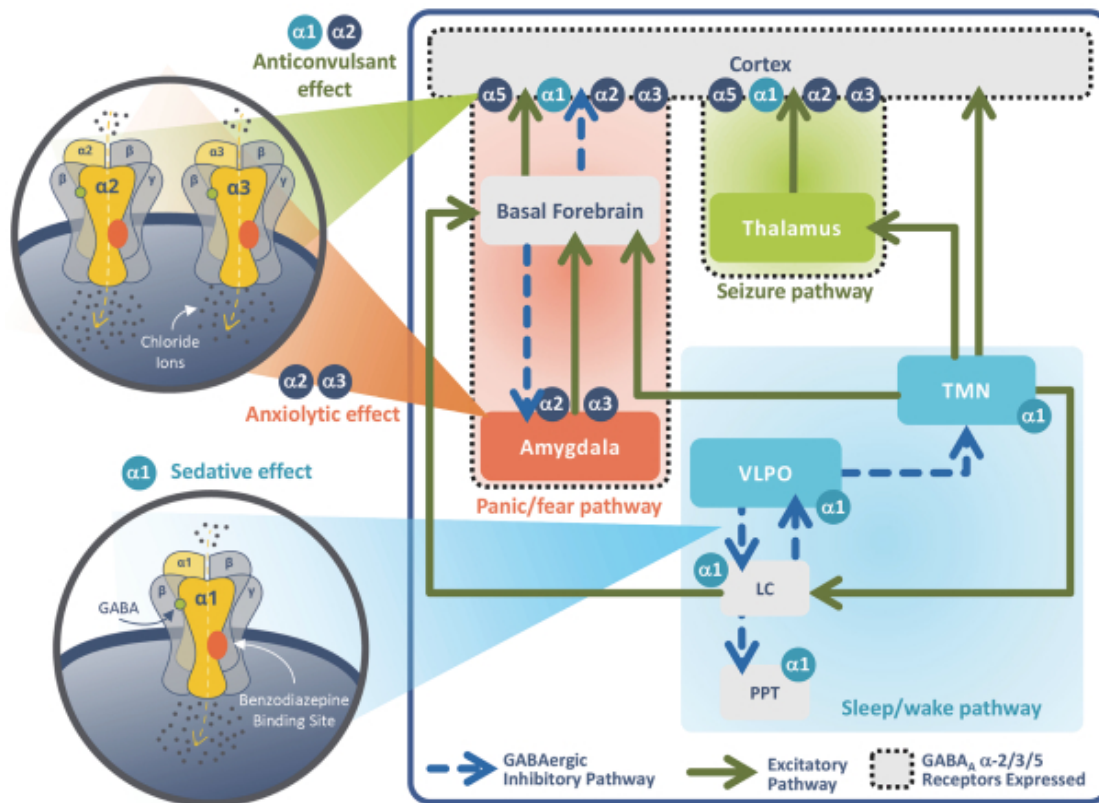 α1 α2
Anticonvulsant
effect
α2 β
α3 β
β γ
β γ
α2
α3
Chloride
Ions
α2 α3
Anxiolytic effect
α1 Sedative effect
α1 β
β γ
α1
GABA
Benzodiazepine
Binding Site
Cortex
α5 α1 α2 α3
α5 α1 α2 α3
Basal Forebrain
Thalamus
Seizure pathway
α2 α3
Amygdala
Panic/fear pathway
TMN
α1
VLPO
α1
α1
LC
α1
PPT
Sleep/wake pathway
GABAergic
Inhibitory Pathway
Excitatory
Pathway
GABA_A α-2/3/5
Receptors Expressed